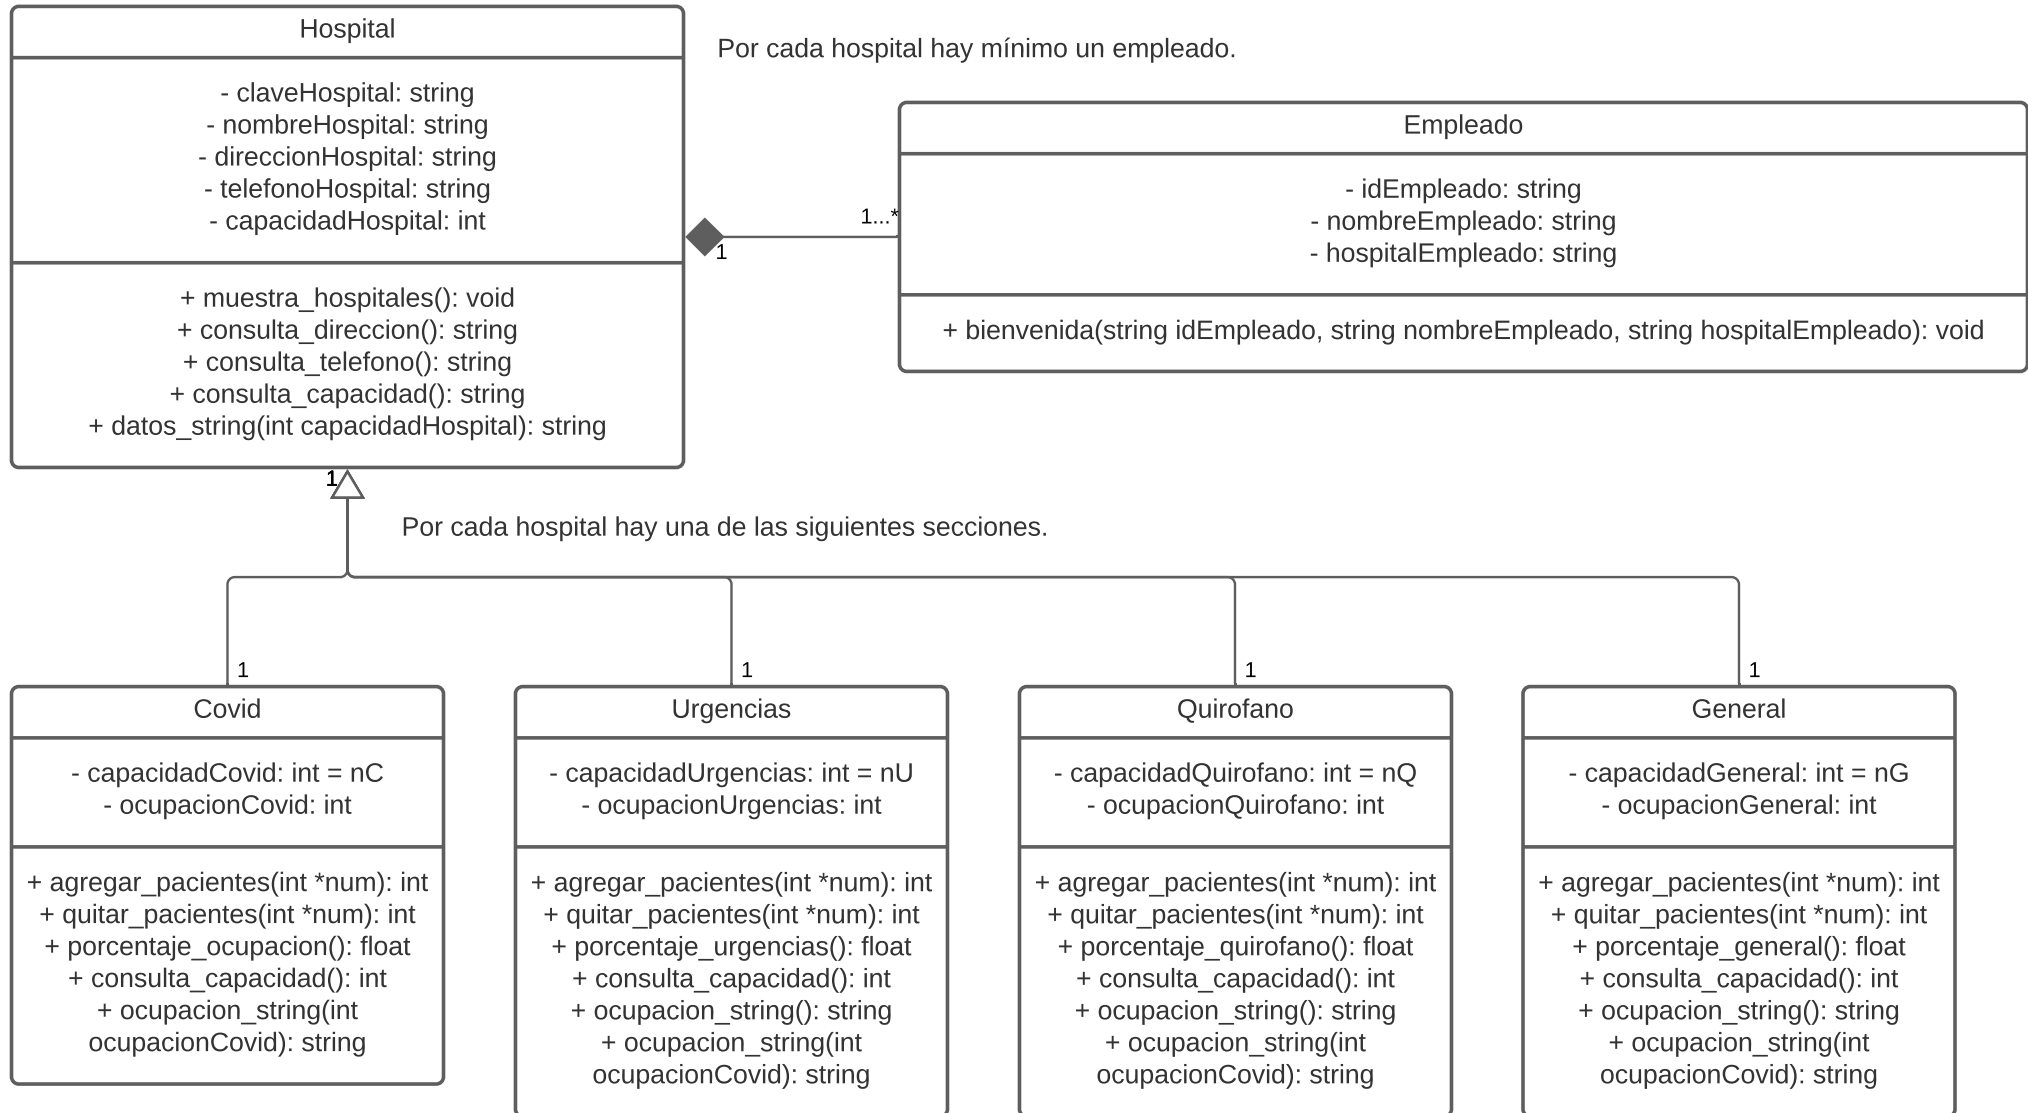 Hospital
- claveHospital: string
- nombreHospital: string
- direccionHospital: string
- telefonoHospital: string
- capacidadHospital: int
+ muestra_hospitales(): void
+ consulta_direccion(): string
+ consulta_telefono(): string
+ consulta_capacidad(): string
+ datos_string(int capacidadHospital): string
Por cada hospital hay mínimo un empleado.
1
1...*
Empleado
- idEmpleado: string
- nombreEmpleado: string
- hospitalEmpleado: string
+ bienvenida(string idEmpleado, string nombreEmpleado, string hospitalEmpleado): void
1
Por cada hospital hay una de las siguientes secciones.
1
Covid
- capacidadCovid: int = nC
- ocupacionCovid: int
+ agregar_pacientes(int *num): int
+ quitar_pacientes(int *num): int
+ porcentaje_ocupacion(): float
+ consulta_capacidad(): int
+ ocupacion_string(int
ocupacionCovid): string
1
Urgencias
- capacidadUrgencias: int = nU
- ocupacionUrgencias: int
+ agregar_pacientes(int *num): int
+ quitar_pacientes(int *num): int
+ porcentaje_urgencias(): float
+ consulta_capacidad(): int
+ ocupacion_string(): string
+ ocupacion_string(int
ocupacionCovid): string
1
Quirofano
- capacidadQuirofano: int = nQ
- ocupacionQuirofano: int
+ agregar_pacientes(int *num): int
+ quitar_pacientes(int *num): int
+ porcentaje_quirofano(): float
+ consulta_capacidad(): int
+ ocupacion_string(): string
+ ocupacion_string(int
ocupacionCovid): string
1
General
- capacidadGeneral: int = nG
- ocupacionGeneral: int
+ agregar_pacientes(int *num): int
+ quitar_pacientes(int *num): int
+ porcentaje_general(): float
+ consulta_capacidad(): int
+ ocupacion_string(): string
+ ocupacion_string(int
ocupacionCovid): string